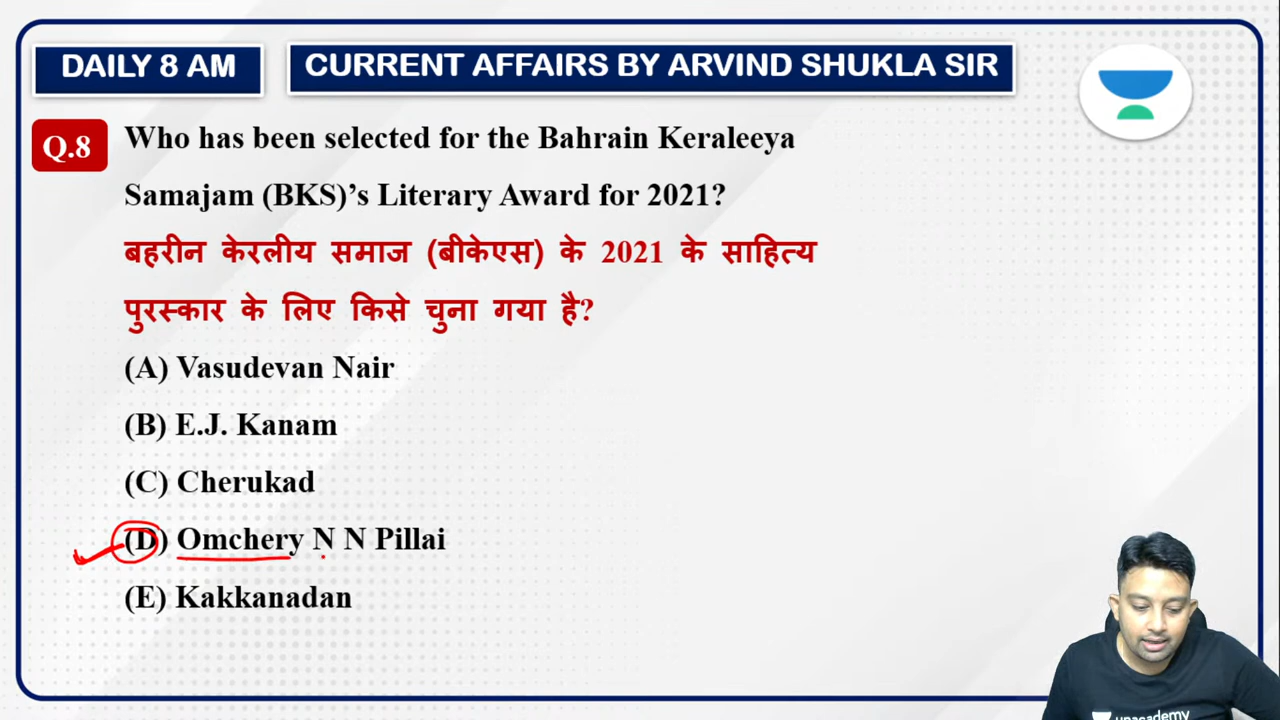 DAILY 8 AM
CURRENT AFFAIRS BY ARVIND SHUKLA SIR
Q.8
Who has been selected for the Bahrain Keraleeya
Samajam (BKS)’s Literary Award for 2021?
बहरीन केरलीय समाज (बीकेएस) के 2021 के साहित्य
पुरस्कार के लिए किसे चुना गया है?
(A) Vasudevan Nair
(B) E.J. Kanam
(C) Cherukad
(D) Omchery N N Pillai
(E) Kakkanadan
unacademy